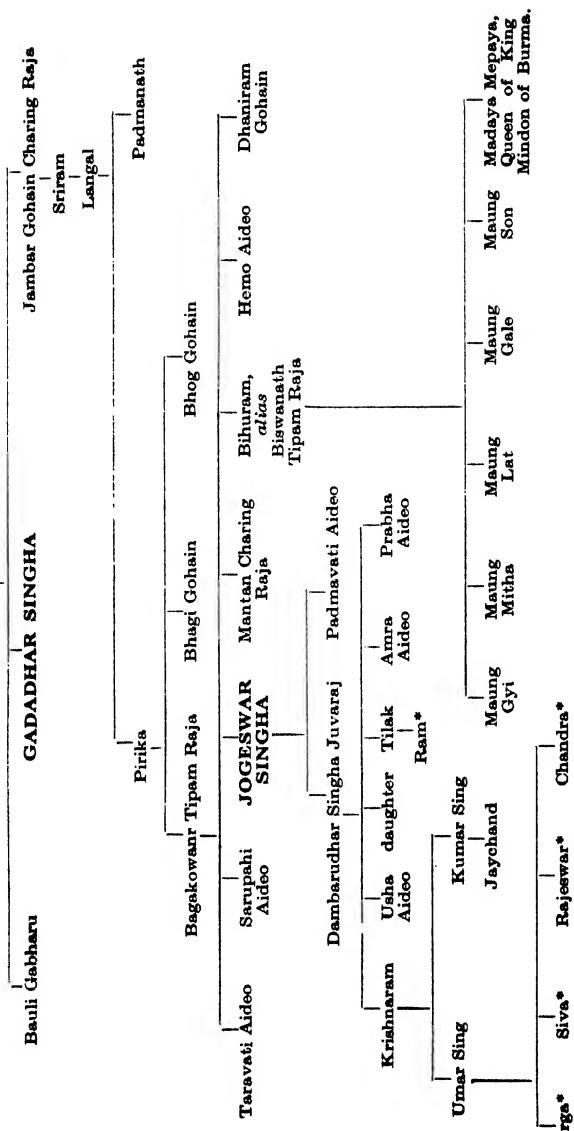 Bauli Gabharu
GADADHAR SINGHA
Jambar Gohain Charing Raja
Sriram
Langal
Pirika
Padmanath
Bagakowanr Tipam Raja
Bhagi Gohain
Bhog Gohain
Taravati Aideo
Sarupahi
Aideo
JOGESWAR
SINGHA
Mantan Charing
Raja
Bihuram,
alias
Biswanath
Tipam Raja
Hemo Aideo
Dhaniram
Gohain
Dambarudhar Singha Juvaraj
Padmavati Aideo
Krishnaram
Usha
Aideo
daughter
Tilak
Ram*
Amra
Aideo
Prabha
Aideo
Maung
Gyi
Maung
Mitha
Maung
Lat
Maung
Gale
Maung
Son
Madaya Mepaya,
Queen of King
Mindon of Burma.
Umar Sing
Kumar Sing
Jaychand
Siva*
Rajeswar*
Chandra*